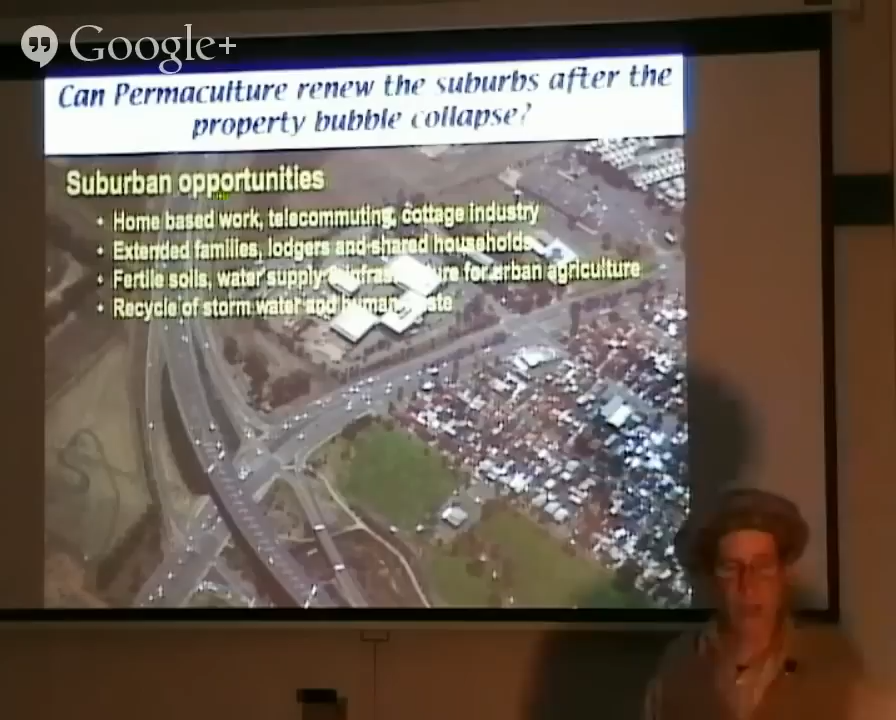 Google+
Can Permaculture renew the suburbs after the
property bubble collapse?
Suburban opportunities
• Home based work, telecommuting, cottage industry
• Extended families, lodgers and shared households
• Fertile soils, water supply infrastructure for urban agriculture
• Recycle of storm water and human waste